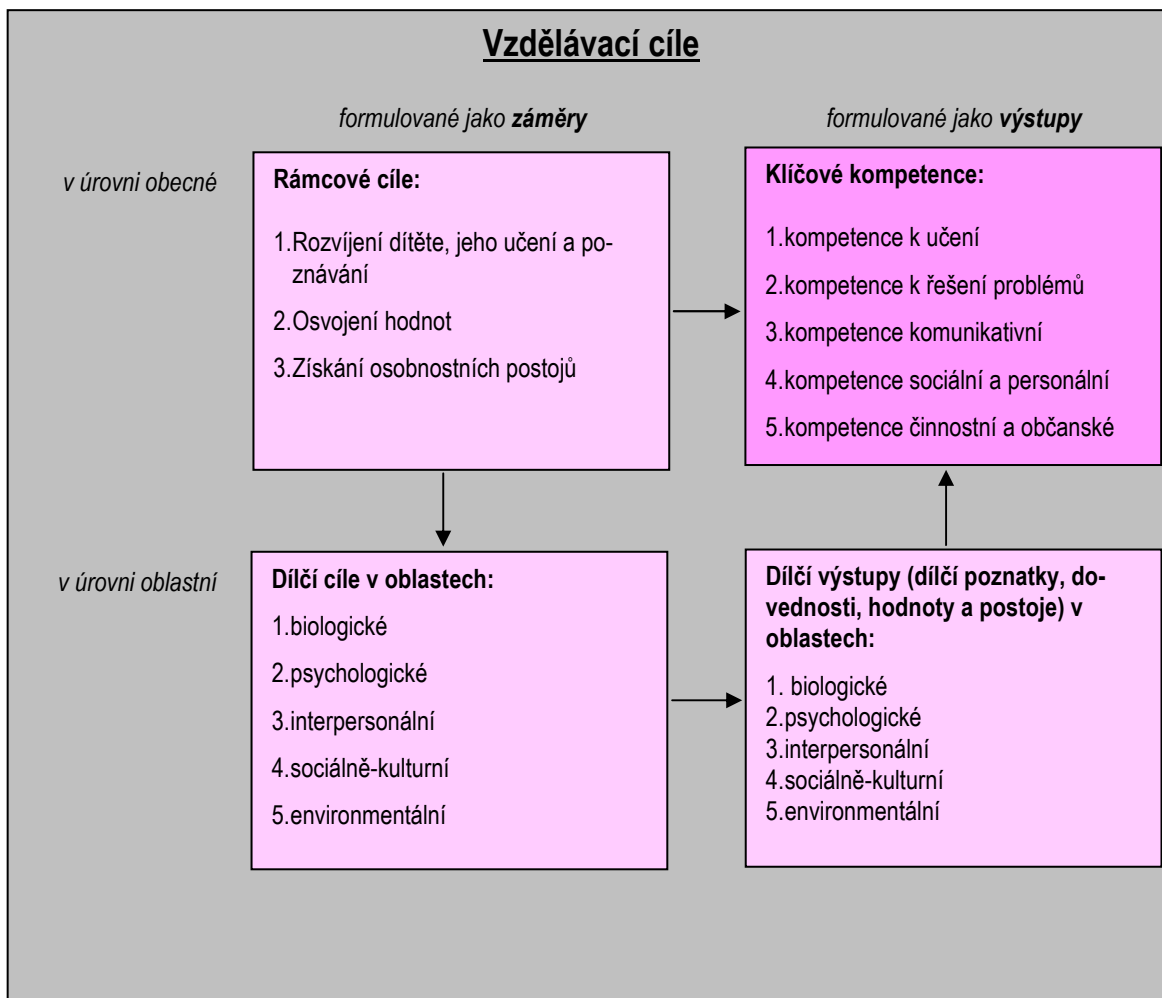 Vzdělávací cíle
formulované jako záměry
formulované jako výstupy
v úrovni obecné
Rámcové cíle:
1.Rozvíjení dítěte, jeho učení a po-
znávání
2.Osvojení hodnot
3.Získání osobnostních postojů
Klíčové kompetence:
1.kompetence k učení
2.kompetence k řešení problémů
3.kompetence komunikativní
4.kompetence sociální a personální
5.kompetence činnostní a občanské
v úrovni oblastní
Dílčí cíle v oblastech:
1.biologické
2.psychologické
3.interpersonální
4.sociálně-kulturní
5.environmentální
Dílčí výstupy (dílčí poznatky, do-
vednosti, hodnoty a postoje) v
oblastech:
1. biologické
2.psychologické
3.interpersonální
4.sociálně-kulturní
5.environmentální